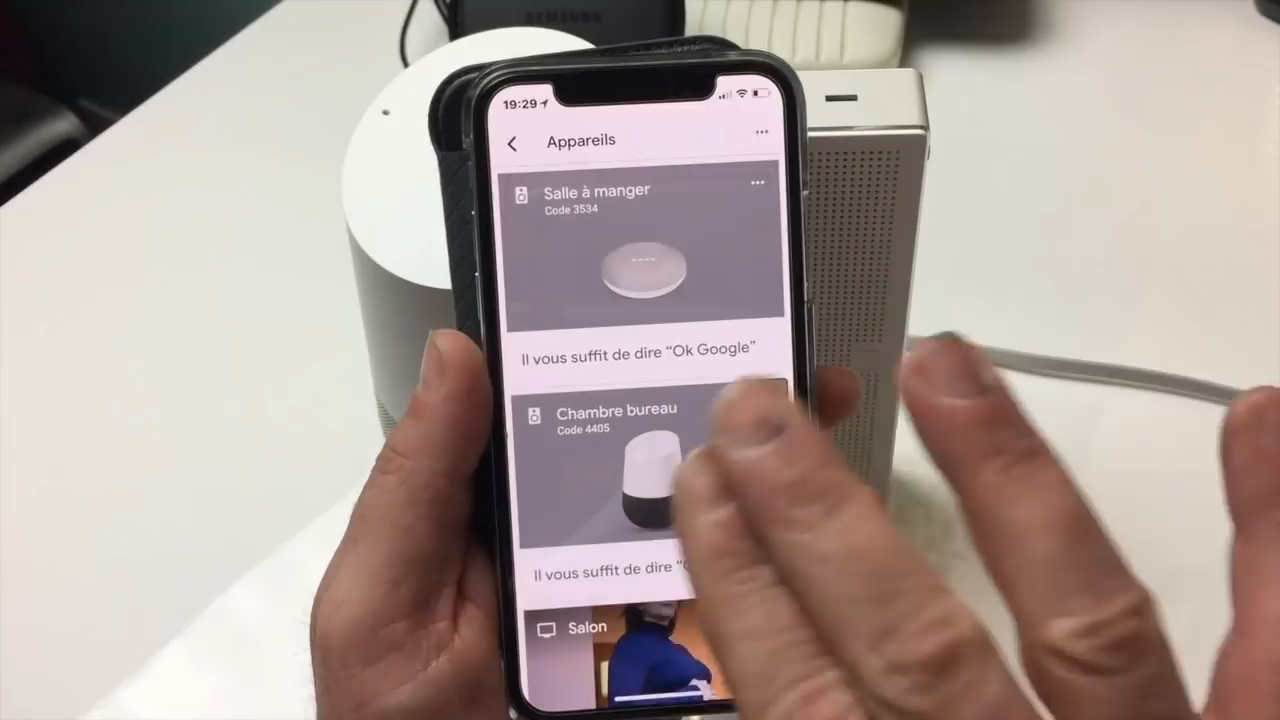 SAMSUNG
19:29
Appareils
Salle à manger
Code 3534
Il vous suffit de dire “Ok Google”
Chambre bureau
Code 4405
Il vous suffit de dire “
Salon